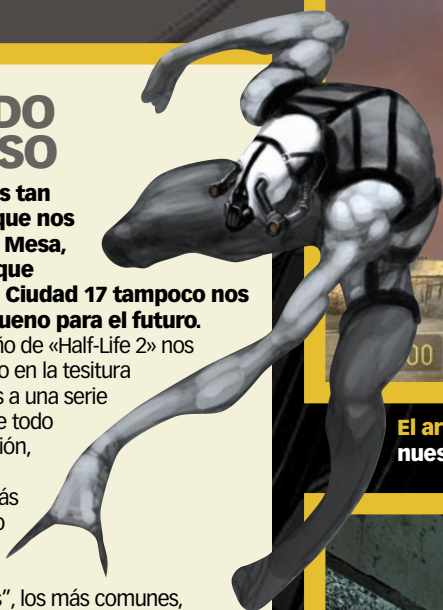 DO
SO
s tan
que nos
Mesa,
que
Ciudad 17 tampoco nos
ueno para el futuro.
ño de «Half-Life 2» nos
o en la tesitura
s a una serie
e todo
ión,
ás
o
s”, los más comunes,
00
El ar
nues